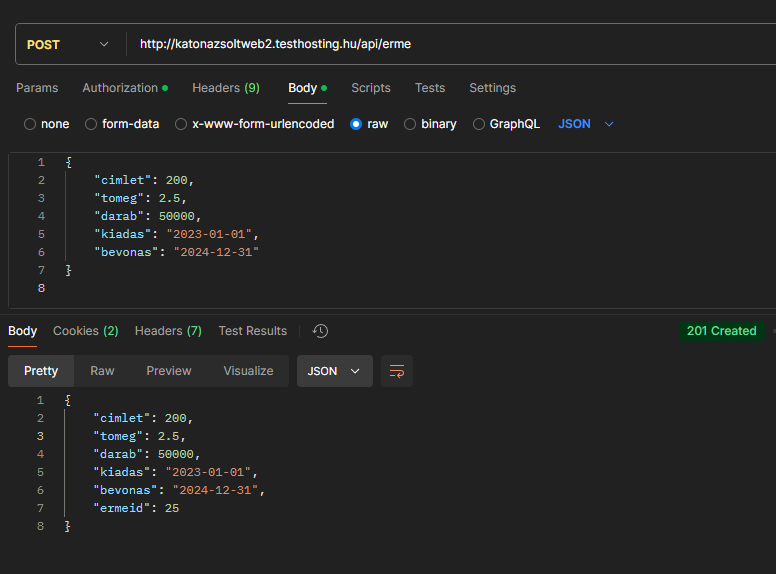 POST http://katonazsoltweb2.testhosting.hu/api/erme
Params Authorization Headers (9) Body Scripts Tests Settings
none form-data x-www-form-urlencoded raw binary GraphQL JSON
1 {
2 "cimlet": 200,
3 "tomeg": 2.5,
4 "darab": 50000,
5 "kiadas": "2023-01-01",
6 "bevonas": "2024-12-31"
7 }
8
Body Cookies (2) Headers (7) Test Results 201 Created
Pretty Raw Preview Visualize JSON
1 {
2 "cimlet": 200,
3 "tomeg": 2.5,
4 "darab": 50000,
5 "kiadas": "2023-01-01",
6 "bevonas": "2024-12-31",
7 "ermeid": 25
8 }